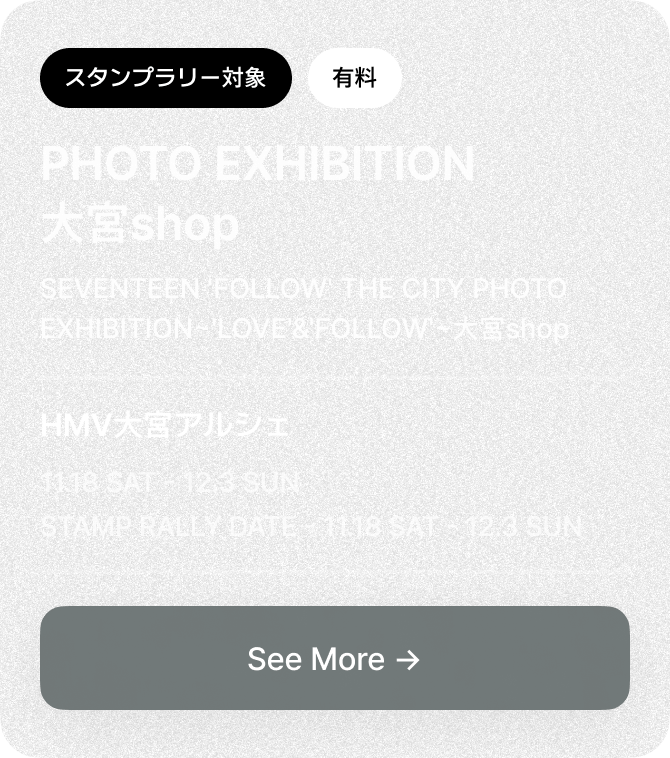 スタンプラリー対象
有料
PHOTO EXHIBITION
大宮shop
SEVENTEEN 'FOLLOW' THE CITY PHOTO
EXHIBITION~'LOVE'&'FOLLOW'~大宮shop
HMV大宮アルシェ
11.18 SAT - 12.3 SUN
STAMP RALLY DATE - 11.18 SAT - 12.3 SUN
See More →